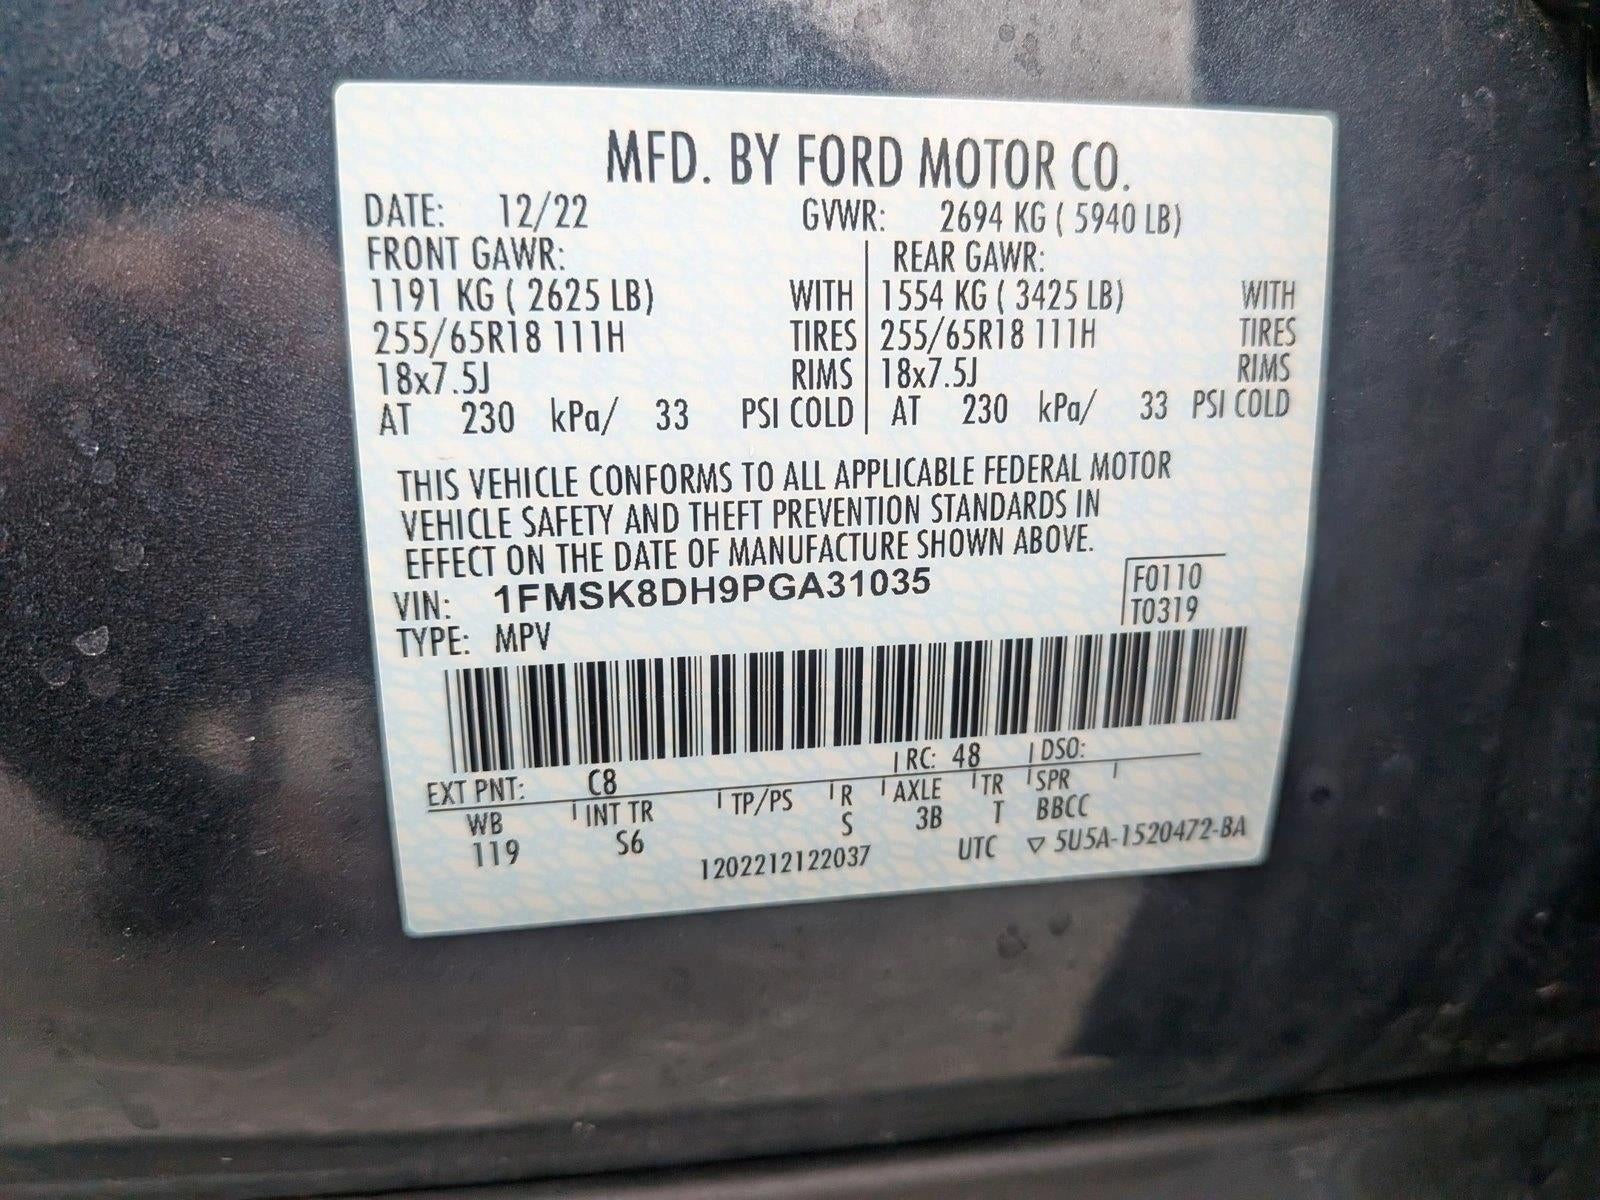 MFD. BY FORD MOTOR CO.
DATE: 12/22 GVWR: 2694 KG ( 5940 LB)
FRONT GAWR: REAR GAWR:
1191 KG ( 2625 LB) WITH 1554 KG ( 3425 LB) WITH
255/65R18 111H TIRES 255/65R18 111H TIRES
18x7.5J RIMS 18x7.5J RIMS
AT 230 kPa/ 33 PSI COLD AT 230 kPa/ 33 PSI COLD
THIS VEHICLE CONFORMS TO ALL APPLICABLE FEDERAL MOTOR
VEHICLE SAFETY AND THEFT PREVENTION STANDARDS IN
EFFECT ON THE DATE OF MANUFACTURE SHOWN ABOVE.
VIN: 1FMSK8DH9PGA31035 F0110
TYPE: MPV T0319
EXT PNT: C8 RC: 48 DSO:
WB INT TR TP/PS R AXLE TR SPR
119 S6 S 3B T BBCC
1202212122037 UTC ▽ 5U5A-1520472-BA